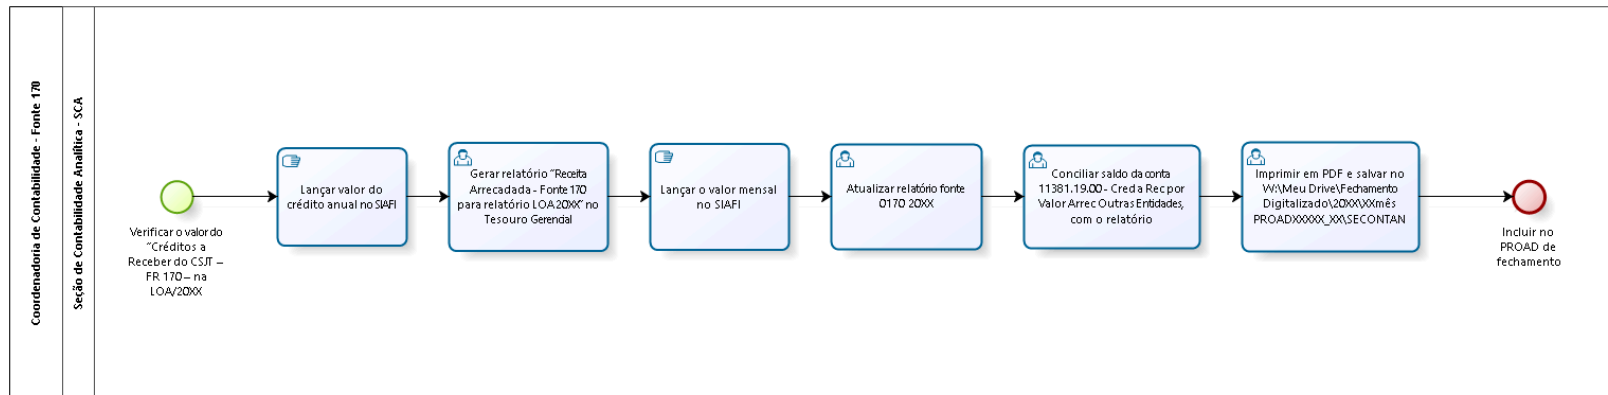 Coordenadoria de Contabilidade - Fonte 170
Seção de Contabilidade Analítica - SCA
Verificar o valor do
“Créditos a
Receber do CSJT –
FR 170 – na
LOA/20XX
Lançar valor do
crédito anual no SIAFI
Gerar relatório “Receita
Arrecadada - Fonte 170
para relatório LOA 20XX” no
Tesouro Gerencial
Lançar o valor mensal
no SIAFI
Atualizar relatório fonte
0170 20XX
Conciliar saldo da conta
11381.19.00 - Cred a Rec por
Valor Arrec Outras Entidades,
com o relatório
Imprimir em PDF e salvar no
W:\Meu Drive\Fechamento
Digitalizado\20XX\XXmês
PROADXXXXX_XX\SECONTAN
Incluir no
PROAD de
fechamento